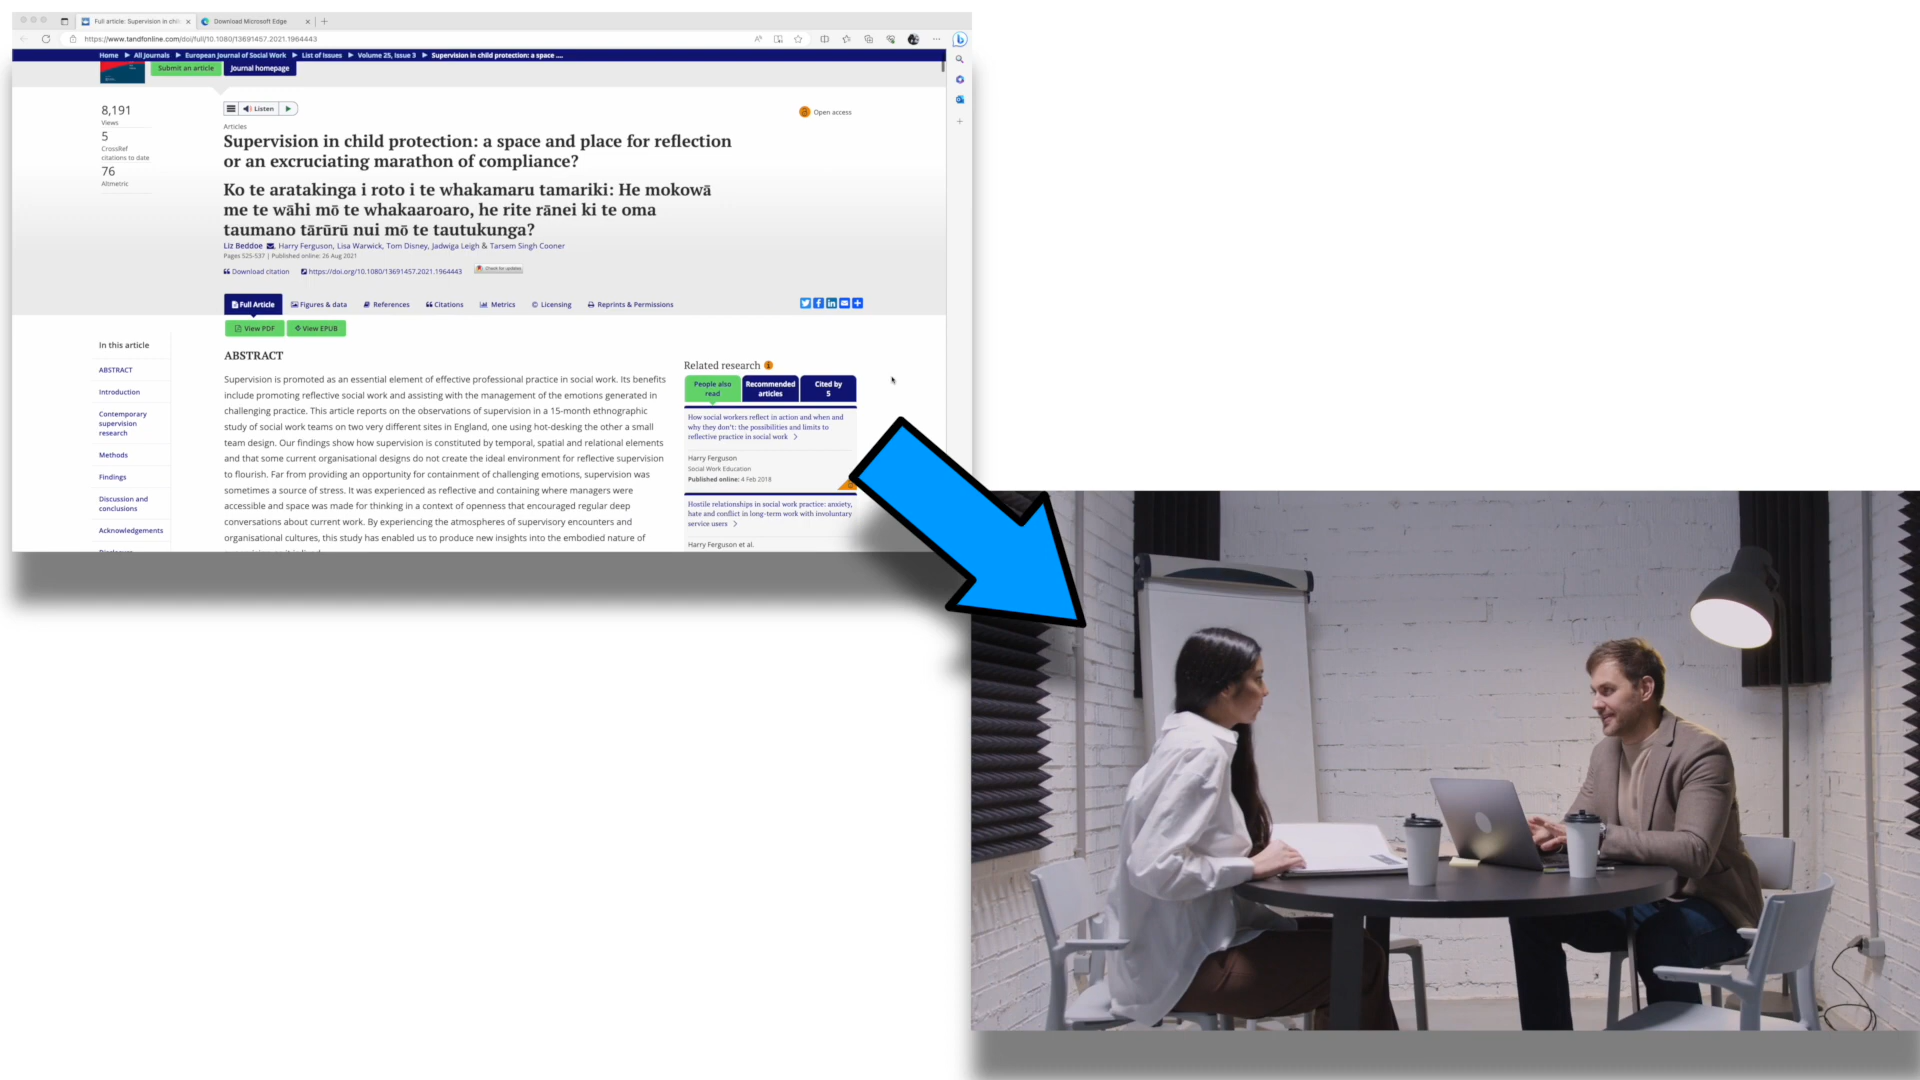 Full article: Supervision in chil
Download Microsoft Edge
https://www.tandfonline.com/doi/full/10.1080/13691457.2021.1964443
Home ▶ All Journals ▶ European Journal of Social Work ▶ List of Issues ▶ Volume 25, Issue 3 ▶ Supervision in child protection: a space ....
Submit an article
Journal homepage
8,191
Views
5
CrossRef
citations to date
76
Altmetric
Listen
Open access
Articles
Supervision in child protection: a space and place for reflection
or an excruciating marathon of compliance?
Ko te aratakinga i roto i te whakamaru tamariki: He mokowā
me te wāhi mō te whakaaroaro, he rite rānei ki te oma
taumano tārūrū nui mō te tautukunga?
Liz Beddoe, Harry Ferguson, Lisa Warwick, Tom Disney, Jadwiga Leigh & Tarsem Singh Cooner
Pages 525-537 | Published online: 26 Aug 2021
Download citation
https://doi.org/10.1080/13691457.2021.1964443
Check for updates
Full Article
Figures & data
References
Citations
Metrics
Licensing
Reprints & Permissions
View PDF
View EPUB
In this article
ABSTRACT
Introduction
Contemporary
supervision
research
Methods
Findings
Discussion and
conclusions
Acknowledgements
ABSTRACT
Supervision is promoted as an essential element of effective professional practice in social work. Its benefits
include promoting reflective social work and assisting with the management of the emotions generated in
challenging practice. This article reports on the observations of supervision in a 15-month ethnographic
study of social work teams on two very different sites in England, one using hot-desking the other a small
team design. Our findings show how supervision is constituted by temporal, spatial and relational elements
and that some current organisational designs do not create the ideal environment for reflective supervision
to flourish. Far from providing an opportunity for containment of challenging emotions, supervision was
sometimes a source of stress. It was experienced as reflective and containing where managers were
accessible and space was made for thinking in a context of openness that encouraged regular deep
conversations about current work. By experiencing the atmospheres of supervisory encounters and
organisational cultures, this study has enabled us to produce new insights into the embodied nature of
Related research
People also
read
Recommended
articles
Cited by
5
How social workers reflect in action and when and
why they don't: the possibilities and limits to
reflective practice in social work
Harry Ferguson
Social Work Education
Published online: 4 Feb 2018
Hostile relationships in social work practice: anxiety,
hate and conflict in long-term work with involuntary
service users
Harry Ferguson et al.